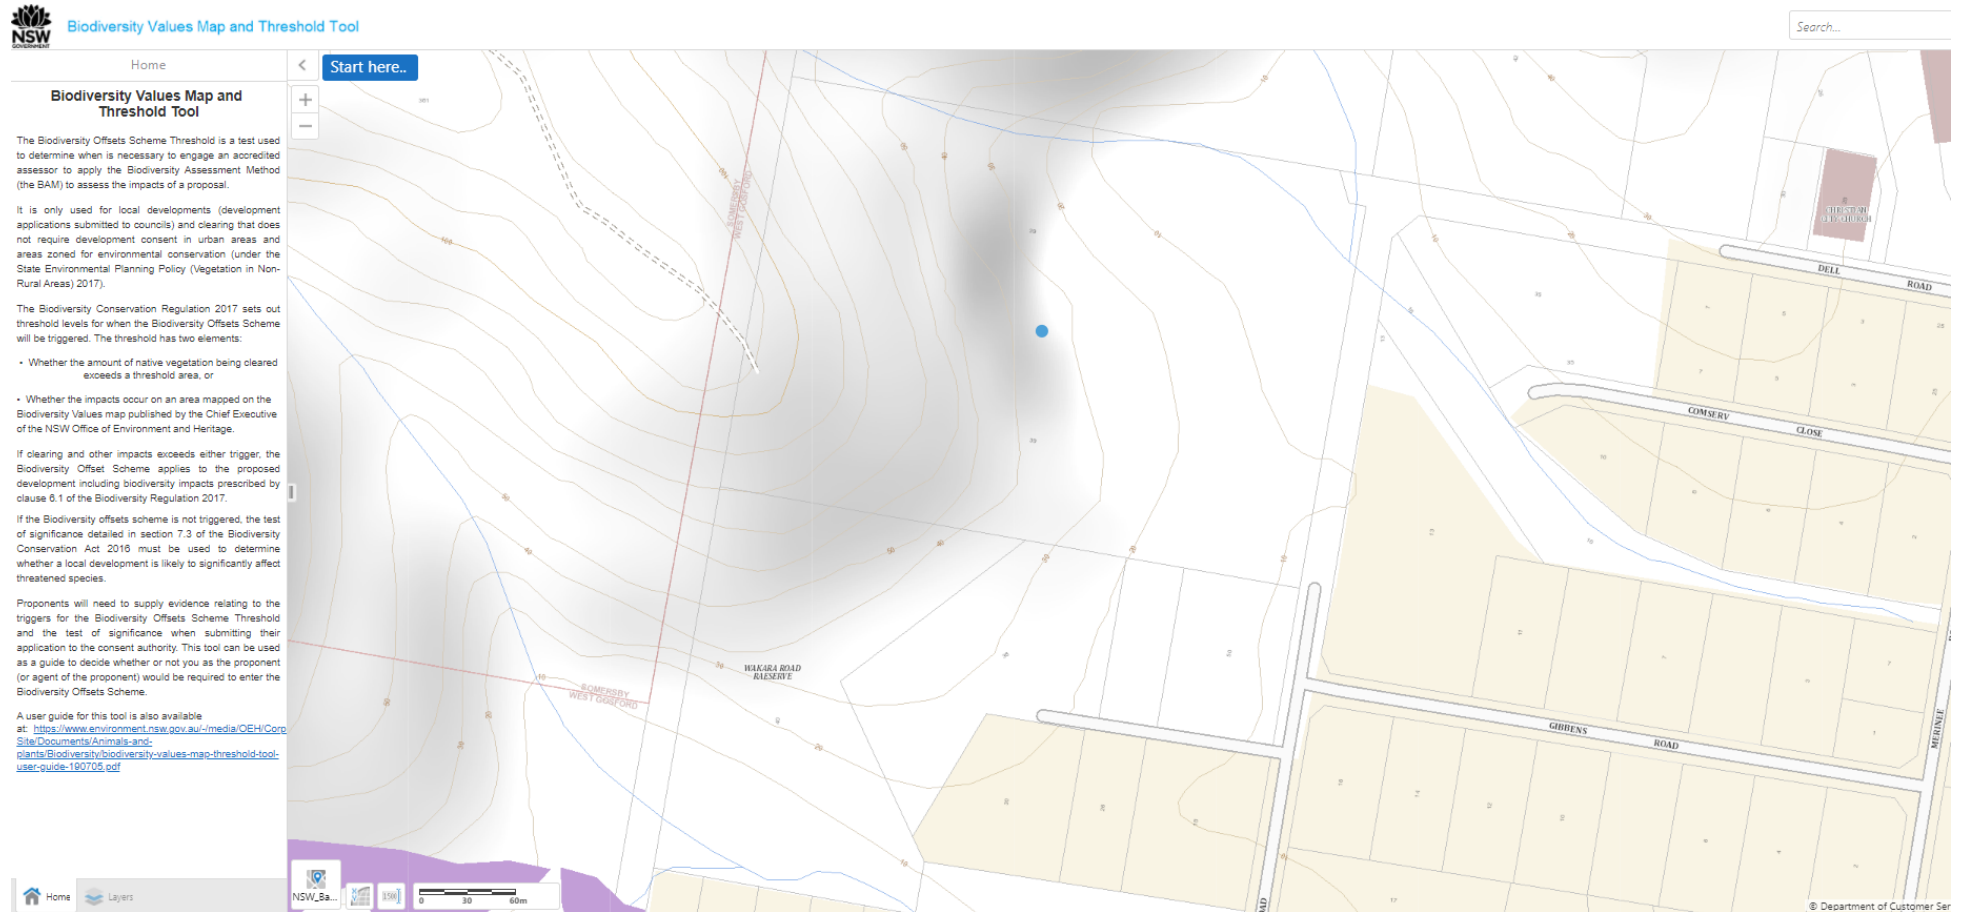 NSW
GOVERNMENT
Biodiversity Values Map and Threshold Tool
Search...
Home
Start here..
Biodiversity Values Map and
Threshold Tool
The Biodiversity Offsets Scheme Threshold is a test used
to determine when is necessary to engage an accredited
assessor to apply the Biodiversity Assessment Method
(the BAM) to assess the impacts of a proposal.
It is only used for local developments (development
applications submitted to councils) and clearing that does
not require development consent in urban areas and
areas zoned for environmental conservation (under the
State Environmental Planning Policy (Vegetation in Non-
Rural Areas) 2017).
The Biodiversity Conservation Regulation 2017 sets out
threshold levels for when the Biodiversity Offsets Scheme
will be triggered. The threshold has two elements:
• Whether the amount of native vegetation being cleared
exceeds a threshold area, or
• Whether the impacts occur on an area mapped on the
Biodiversity Values map published by the Chief Executive
of the NSW Office of Environment and Heritage.
If clearing and other impacts exceeds either trigger, the
Biodiversity Offset Scheme applies to the proposed
development including biodiversity impacts prescribed by
clause 6.1 of the Biodiversity Regulation 2017.
If the Biodiversity offsets scheme is not triggered, the test
of significance detailed in section 7.3 of the Biodiversity
Conservation Act 2016 must be used to determine
whether a local development is likely to significantly affect
threatened species.
Proponents will need to supply evidence relating to the
triggers for the Biodiversity Offsets Scheme Threshold
and the test of significance when submitting their
application to the consent authority. This tool can be used
as a guide to decide whether or not you as the proponent
(or agent of the proponent) would be required to enter the
Biodiversity Offsets Scheme.
A user guide for this tool is also available
at: https://www.environment.nsw.gov.au/-/media/OEH/Corp
Site/Documents/Animals-and-
plants/Biodiversity/biodiversity-values-map-threshold-tool-
user-guide-190705.pdf
Home
Layers
SOMERSBY
WEST GOSFORD
DELL
ROAD
COMSERV
CLOSE
WAKARA ROAD
RAESERVE
SOMERSBY
WEST GOSFORD
GIBBENS
ROAD
MERINEE
NSW_Ba...
0 30 60m
© Department of Customer Ser